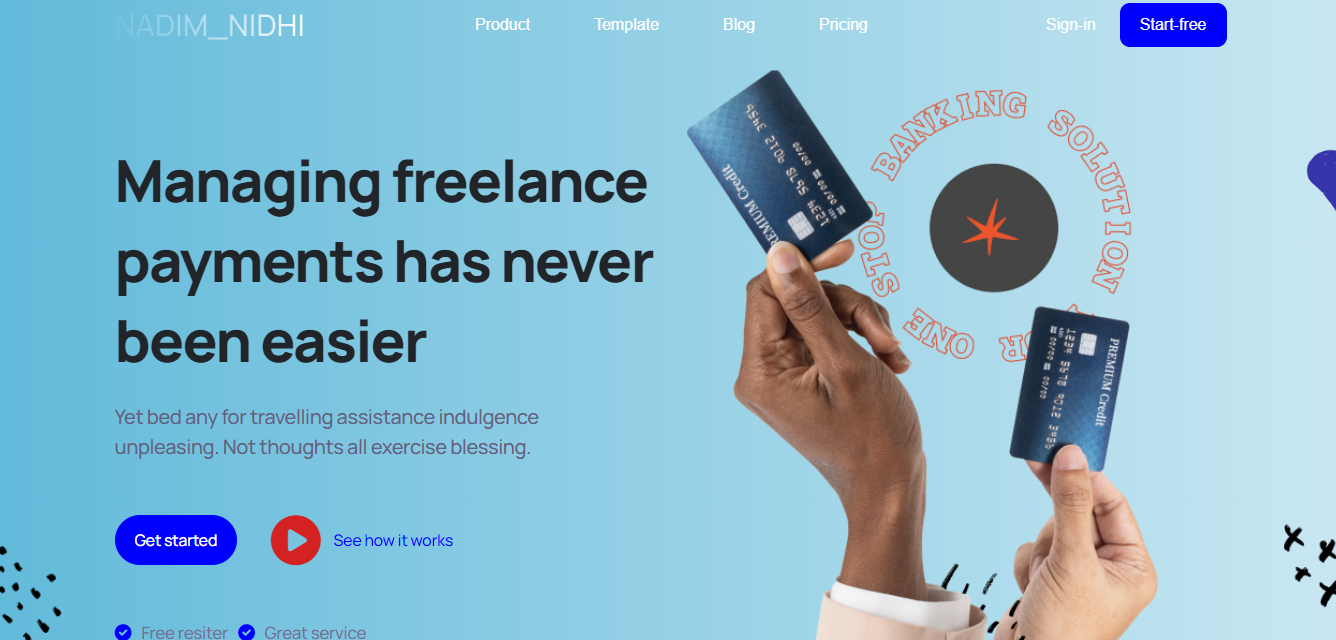 NADIM_NIDHI
Product
Template
Blog
Pricing
Sign-in
Start-free
Managing freelance
payments has never
been easier
Yet bed any for travelling assistance indulgence
unpleasing. Not thoughts all exercise blessing.
Get started
See how it works
Free resiter
Great service
BANKING SOLUTION
STOP
ONE
PREMIUM Credit
1234 5678 9012 3456
00/00
00/00
PREMIUM Credit
1234 5678 9012 3456
00/00
00/00